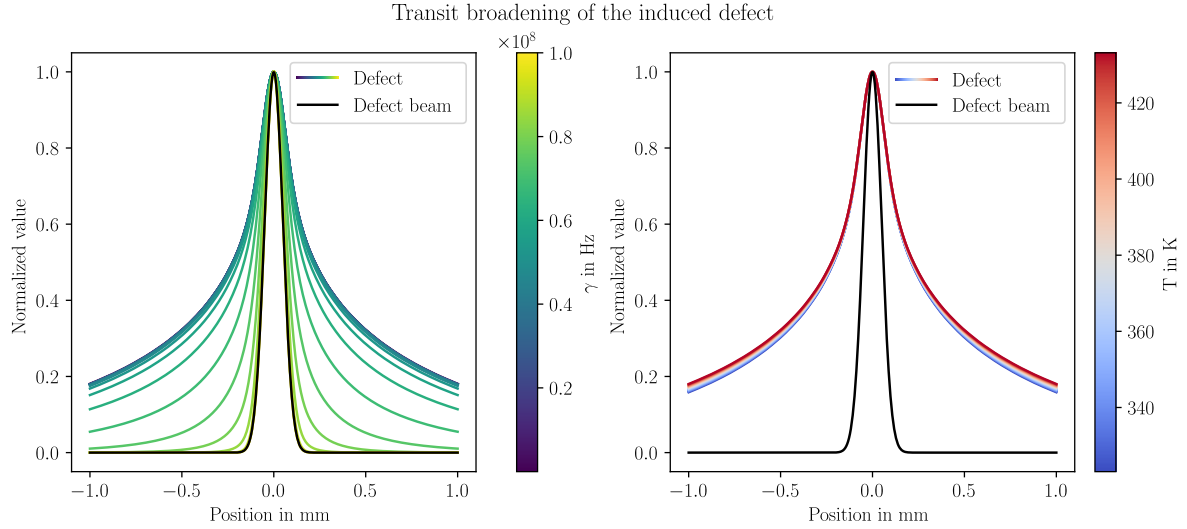 Transit broadening of the induced defect
×10⁸
Defect
Defect beam
1.0
0.8
0.6
0.4
0.2
0.0
Normalized value
−1.0 −0.5 0.0 0.5 1.0
Position in mm
1.0
0.8
0.6
0.4
0.2
γ in Hz
Defect
Defect beam
1.0
0.8
0.6
0.4
0.2
0.0
Normalized value
−1.0 −0.5 0.0 0.5 1.0
Position in mm
420
400
380
360
340
T in K